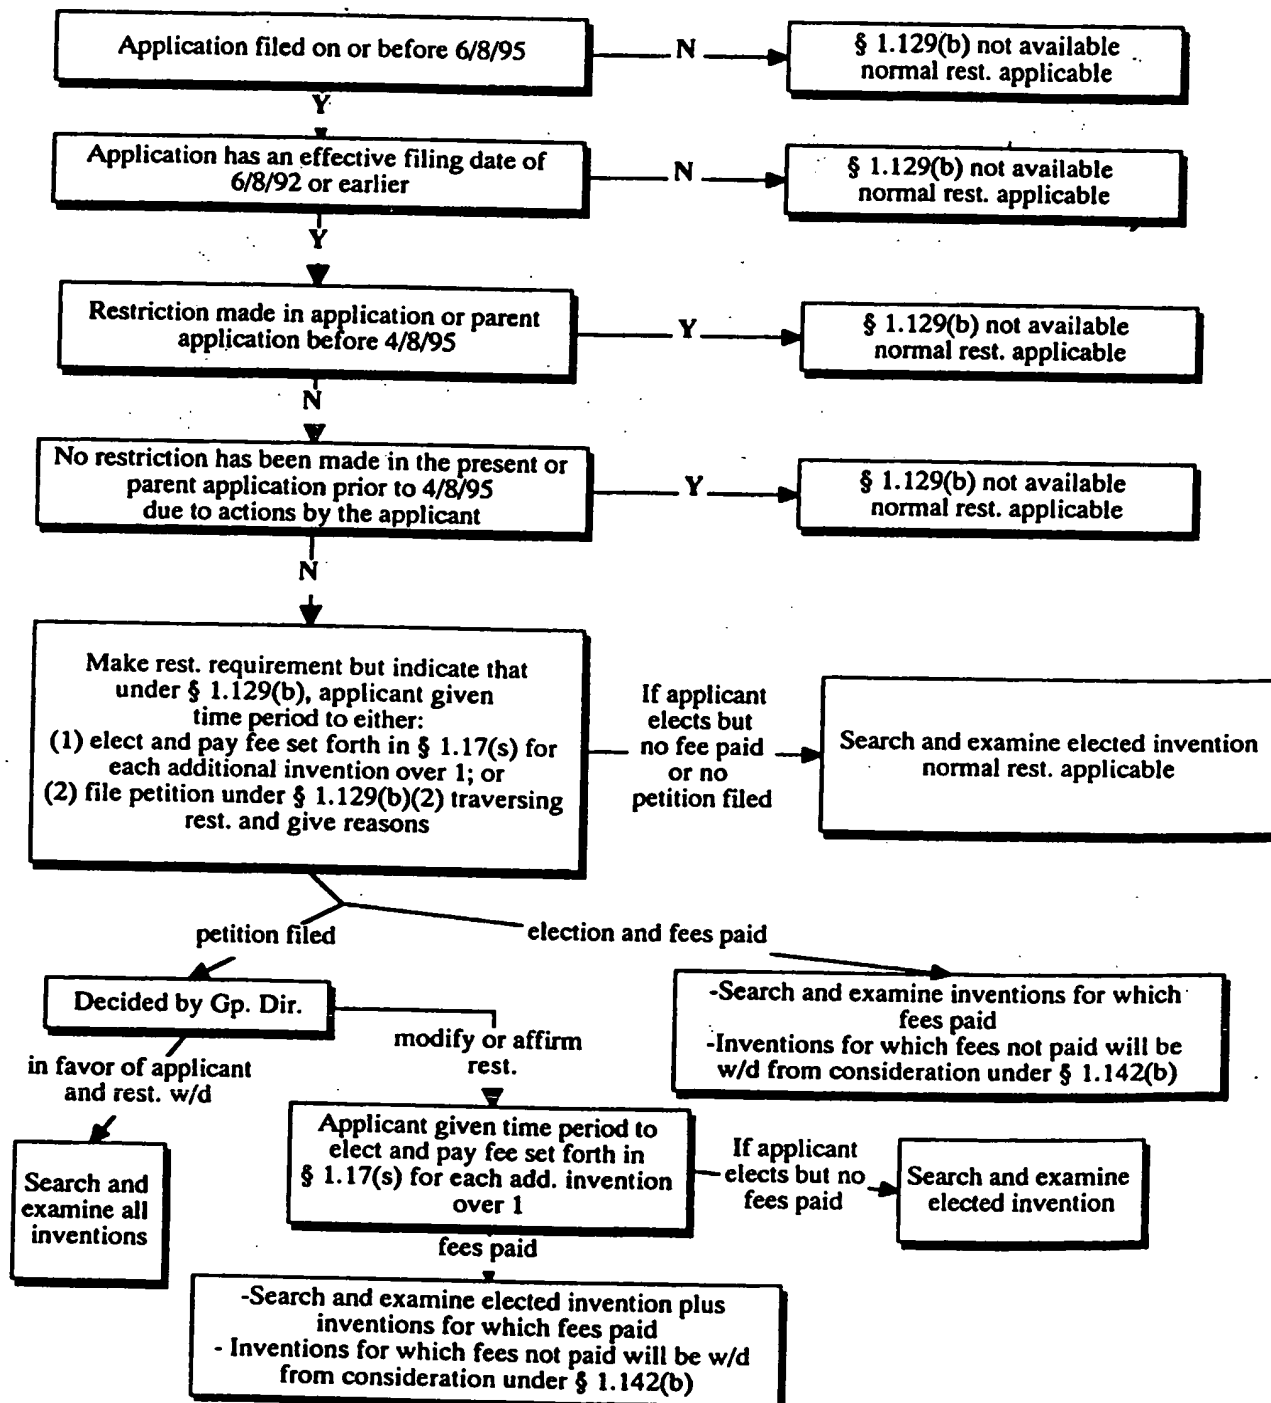 Application filed on or before 6/8/95
N
§ 1.129(b) not available
normal rest. applicable
Y
Application has an effective filing date of
6/8/92 or earlier
N
§ 1.129(b) not available
normal rest. applicable
Y
Restriction made in application or parent
application before 4/8/95
Y
§ 1.129(b) not available
normal rest. applicable
N
No restriction has been made in the present or
parent application prior to 4/8/95
due to actions by the applicant
Y
§ 1.129(b) not available
normal rest. applicable
N
Make rest. requirement but indicate that
under § 1.129(b), applicant given
time period to either:
(1) elect and pay fee set forth in § 1.17(s) for
each additional invention over 1; or
(2) file petition under § 1.129(b)(2) traversing
rest. and give reasons
If applicant
elects but
no fee paid
or no
petition filed
Search and examine elected invention
normal rest. applicable
petition filed
election and fees paid
Decided by Gp. Dir.
-Search and examine inventions for which
fees paid
-Inventions for which fees not paid will be
w/d from consideration under § 1.142(b)
in favor of applicant
and rest. w/d
modify or affirm
rest.
Search and
examine all
inventions
Applicant given time period to
elect and pay fee set forth in
§ 1.17(s) for each add. invention
over 1
If applicant
elects but no
fees paid
Search and examine
elected invention
fees paid
-Search and examine elected invention plus
inventions for which fees paid
- Inventions for which fees not paid will be w/d
from consideration under § 1.142(b)